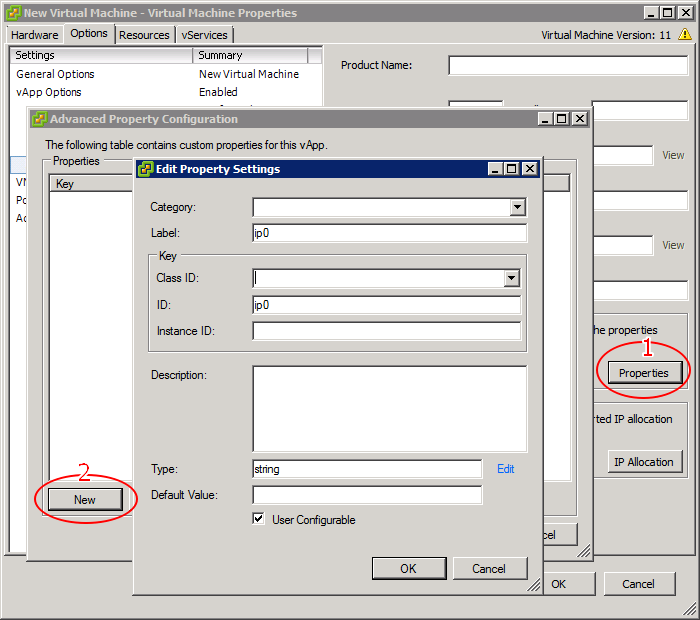 New Virtual Machine - Virtual Machine Properties
Hardware Options Resources vServices Virtual Machine Version: 11
Settings Summary
Product Name:
General Options New Virtual Machine
vApp Options Enabled
Advanced Property Configuration
The following table contains custom properties for this vApp.
Properties
View
Key
Edit Property Settings
Category:
Label: ip0
Key
View
Class ID:
ID: ip0
Instance ID:
he properties
1
Properties
Description:
rted IP allocation
IP Allocation
Type: string Edit
2
New
Default Value:
User Configurable
cel
OK Cancel
OK Cancel